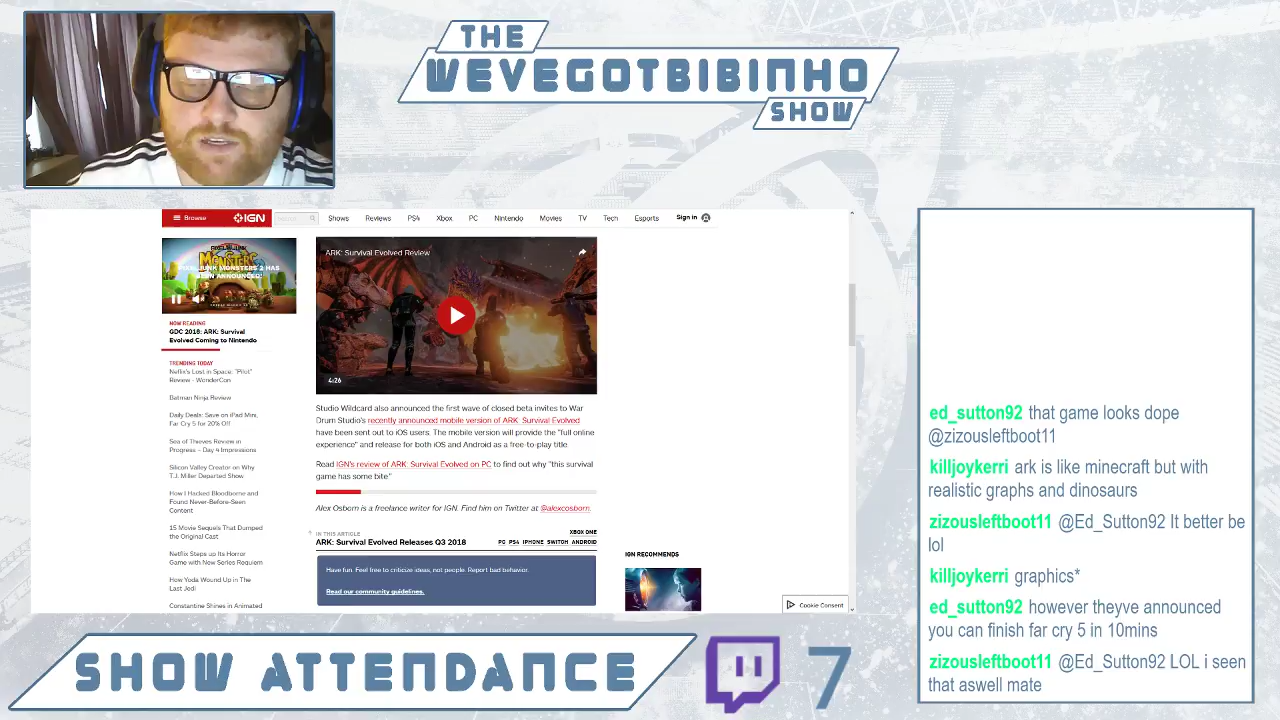 THE
WEVEGOTBIBINHO
SHOW
Browse
IGN
Search
Shows
Reviews
PS4
Xbox
PC
Nintendo
Movies
TV
Tech
Esports
Sign in
MONSTERS 2 HAS
BEEN ANNOUNCED!
NOW READING
GDC 2018: ARK: Survival
Evolved Coming to Nintendo
TRENDING TODAY
Netflix's Lost in Space: "Pilot"
Review - WonderCon
Batman Ninja Review
Daily Deals: Save on iPad Mini,
Far Cry 5 for 20% Off
Sea of Thieves Review in
Progress – Day 4 Impressions
Silicon Valley Creator on Why
T.J. Miller Departed Show
How I Hacked Bloodborne and
Found Never-Before-Seen
Content
15 Movie Sequels That Dumped
the Original Cast
Netflix Steps up Its Horror
Game with New Series Requiem
How Yoda Wound Up in The
Last Jedi
Constantine Shines in Animated
ARK: Survival Evolved Review
4:26
Studio Wildcard also announced the first wave of closed beta invites to War
Drum Studio's recently announced mobile version of ARK: Survival Evolved
have been sent out to iOS users. The mobile version will provide the "full online
experience" and release for both iOS and Android as a free-to-play title.
Read IGN's review of ARK: Survival Evolved on PC to find out why "this survival
game has some bite."
Alex Osborn is a freelance writer for IGN. Find him on Twitter at @alexcosborn.
IN THIS ARTICLE
XBOX ONE
ARK: Survival Evolved Releases Q3 2018
PC PS4 IPHONE SWITCH ANDROID
Have fun. Feel free to criticize ideas, not people. Report bad behavior.
Read our community guidelines.
IGN RECOMMENDS
Cookie Consent
ed_sutton92 that game looks dope
@zizousleftboot11
killjoykerri ark is like minecraft but with
realistic graphs and dinosaurs
zizousleftboot11 @Ed_Sutton92 It better be
lol
killjoykerri graphics*
ed_sutton92 however theyve announced
you can finish far cry 5 in 10mins
zizousleftboot11 @Ed_Sutton92 LOL i seen
that aswell mate
SHOW ATTENDANCE
7